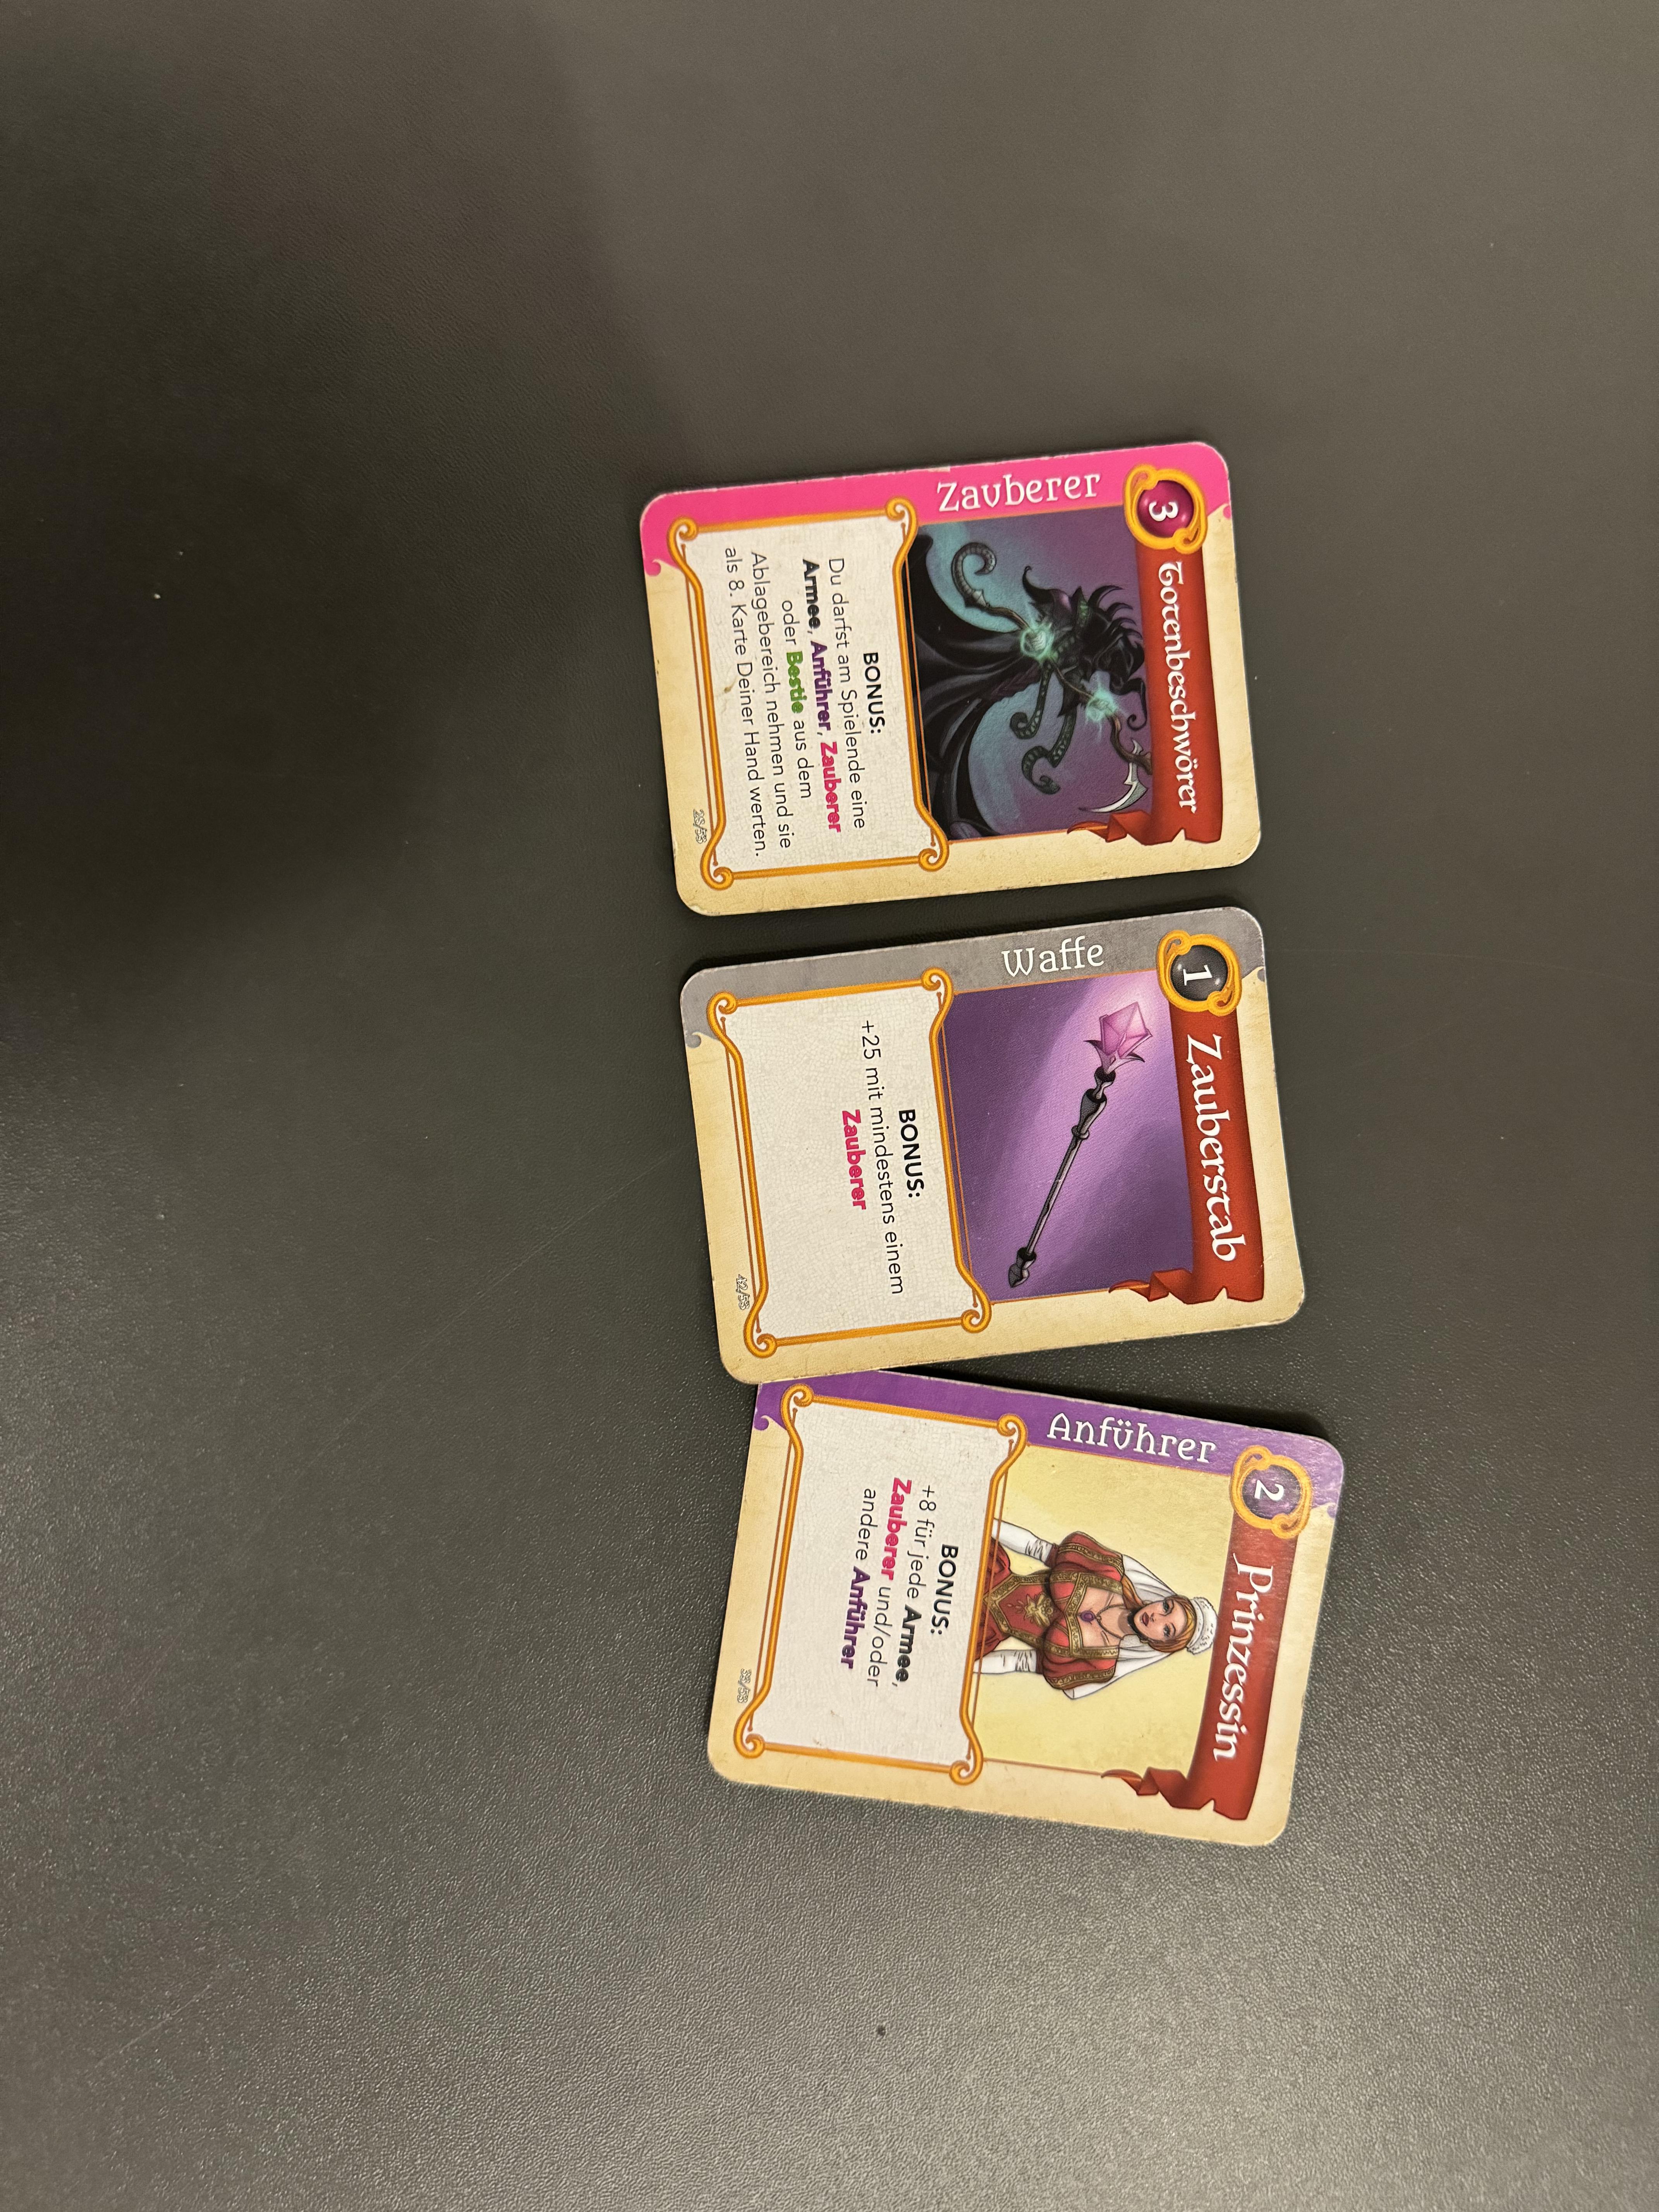 3
Totenbeschwörer
Zauberer
BONUS:
Du darfst am Spielende eine
Armee, Anführer, Zauberer
oder Bestie aus dem
Ablagebereich nehmen und sie
als 8. Karte Deiner Hand werten.
1
Zauberstab
Waffe
BONUS:
+25 mit mindestens einem
Zauberer
2
Prinzessin
Anführer
BONUS:
+8 für jede Armee,
Zauberer und/oder
andere Anführer